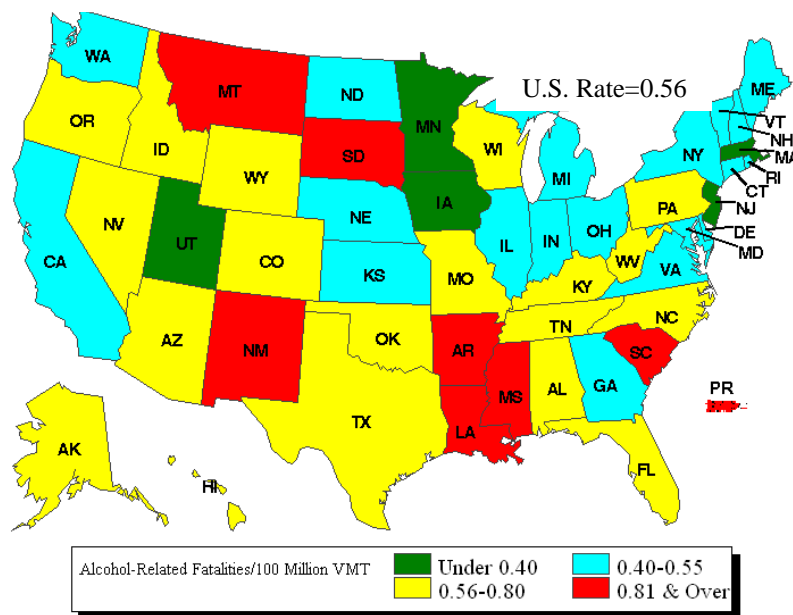 WA
MT
ND
MN
U.S. Rate=0.56
ME
OR
ID
WY
SD
WI
MI
NY
VT
NH
MA
RI
CT
NV
UT
NE
IA
IL
IN
OH
PA
NJ
DE
MD
CA
CO
KS
MO
KY
WV
VA
AZ
NM
OK
AR
TN
NC
SC
TX
LA
MS
AL
GA
FL
PR
AK
HI
Alcohol-Related Fatalities/100 Million VMT
Under 0.40
0.40-0.55
0.56-0.80
0.81 & Over